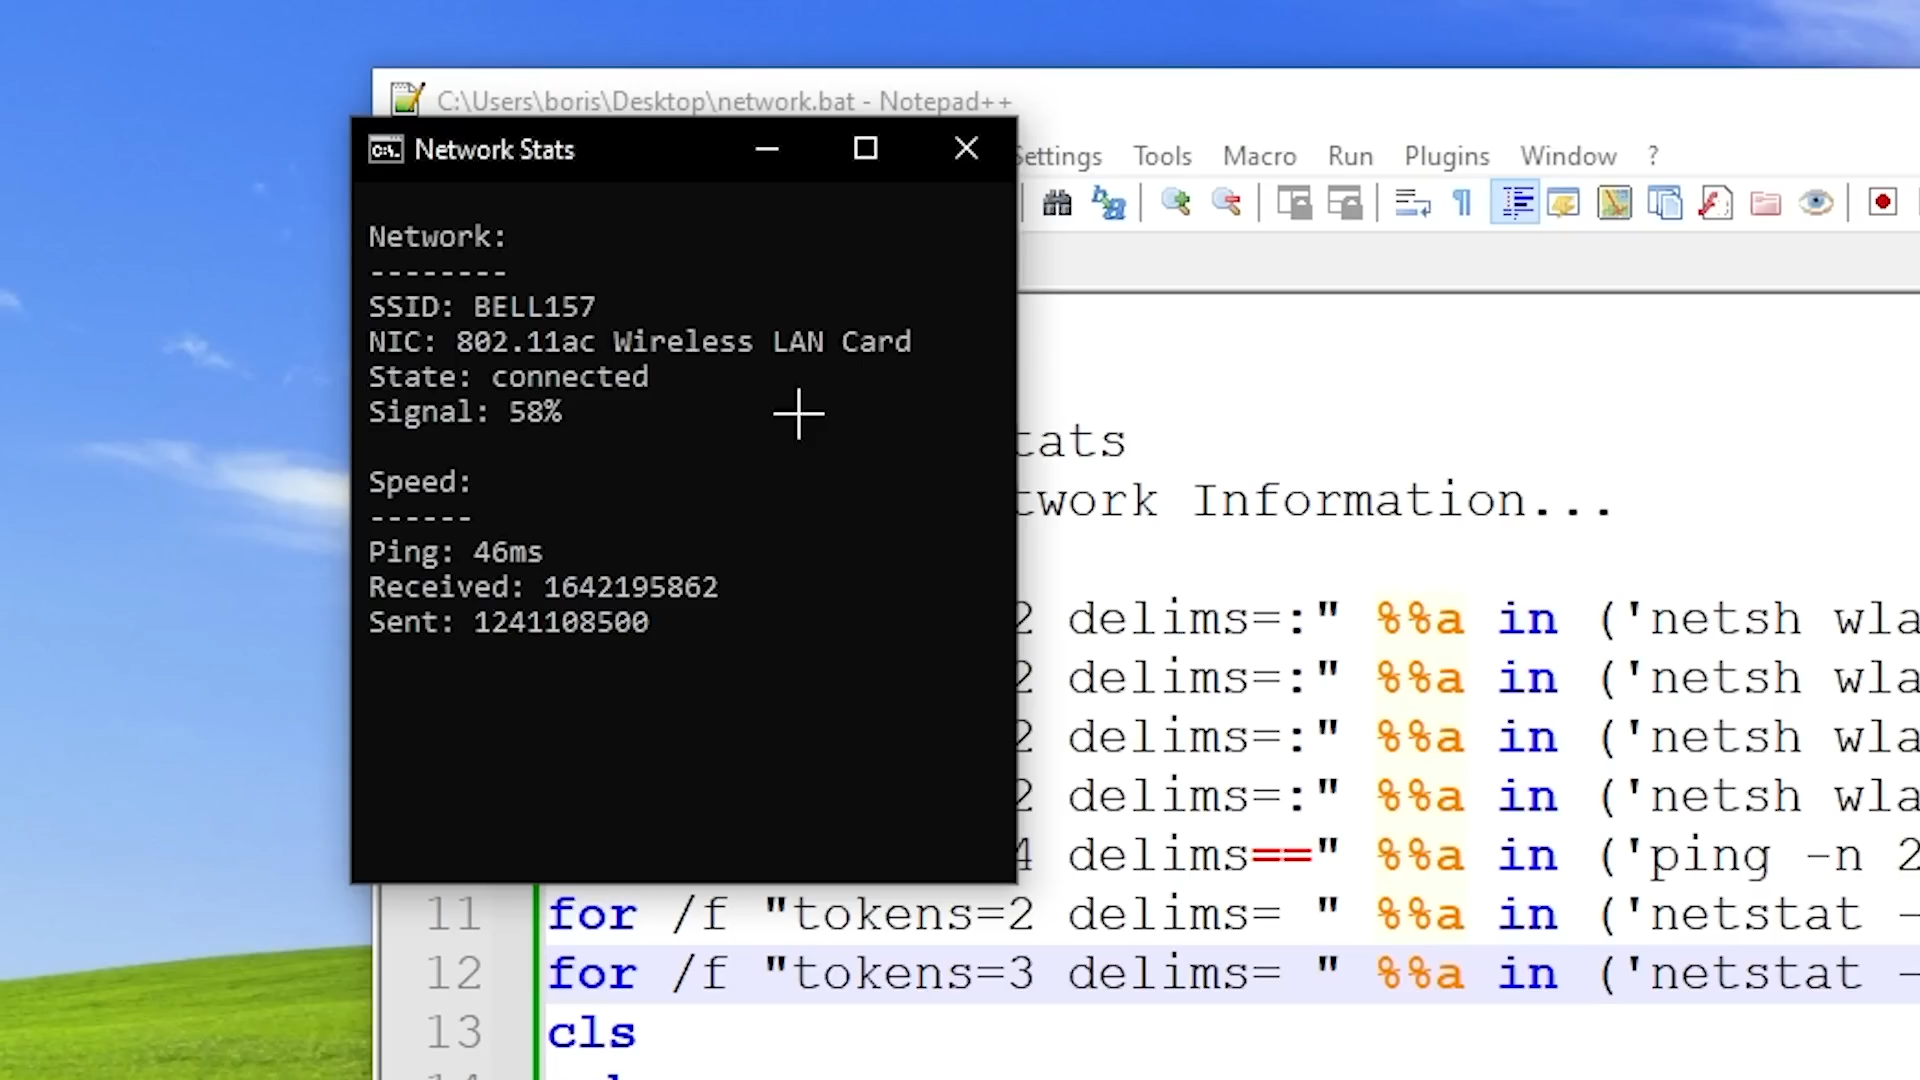 C:\Users\boris\Desktop\network.bat - Notepad++
Network Stats
Settings Tools Macro Run Plugins Window ?
Network:
--------
SSID: BELL157
NIC: 802.11ac Wireless LAN Card
State: connected
Signal: 58%
Speed:
------
Ping: 46ms
Received: 1642195862
Sent: 1241108500
tats
twork Information...
2 delims=:" %%a in ('netsh wla
2 delims=:" %%a in ('netsh wla
2 delims=:" %%a in ('netsh wla
2 delims=:" %%a in ('netsh wla
4 delims==" %%a in ('ping -n 2
11 for /f "tokens=2 delims= " %%a in ('netstat -
12 for /f "tokens=3 delims= " %%a in ('netstat -
13 cls